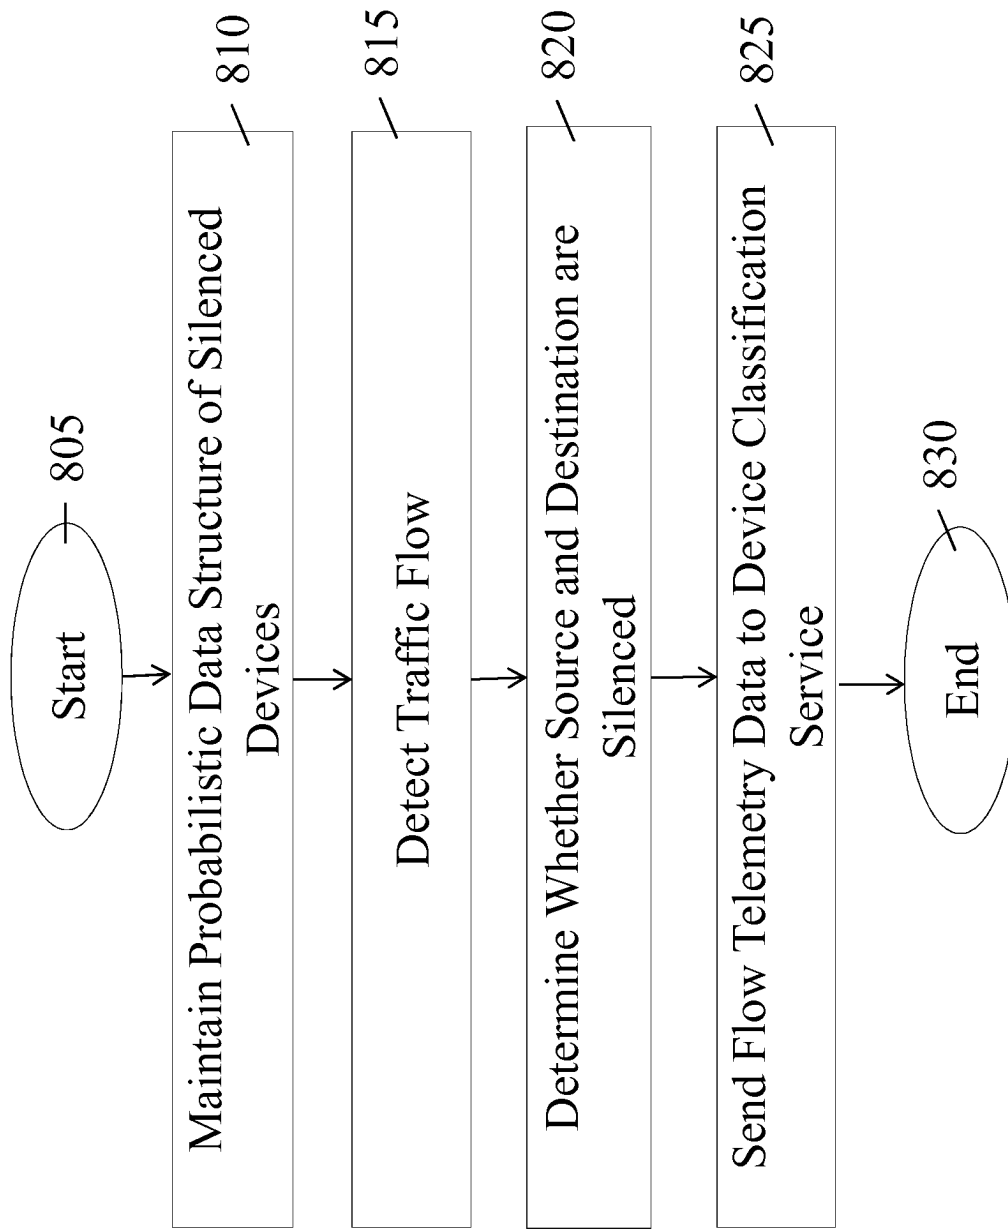 Start
805
Maintain Probabilistic Data Structure of Silenced
Devices
810
Detect Traffic Flow
815
Determine Whether Source and Destination are
Silenced
820
Send Flow Telemetry Data to Device Classification
Service
825
End
830